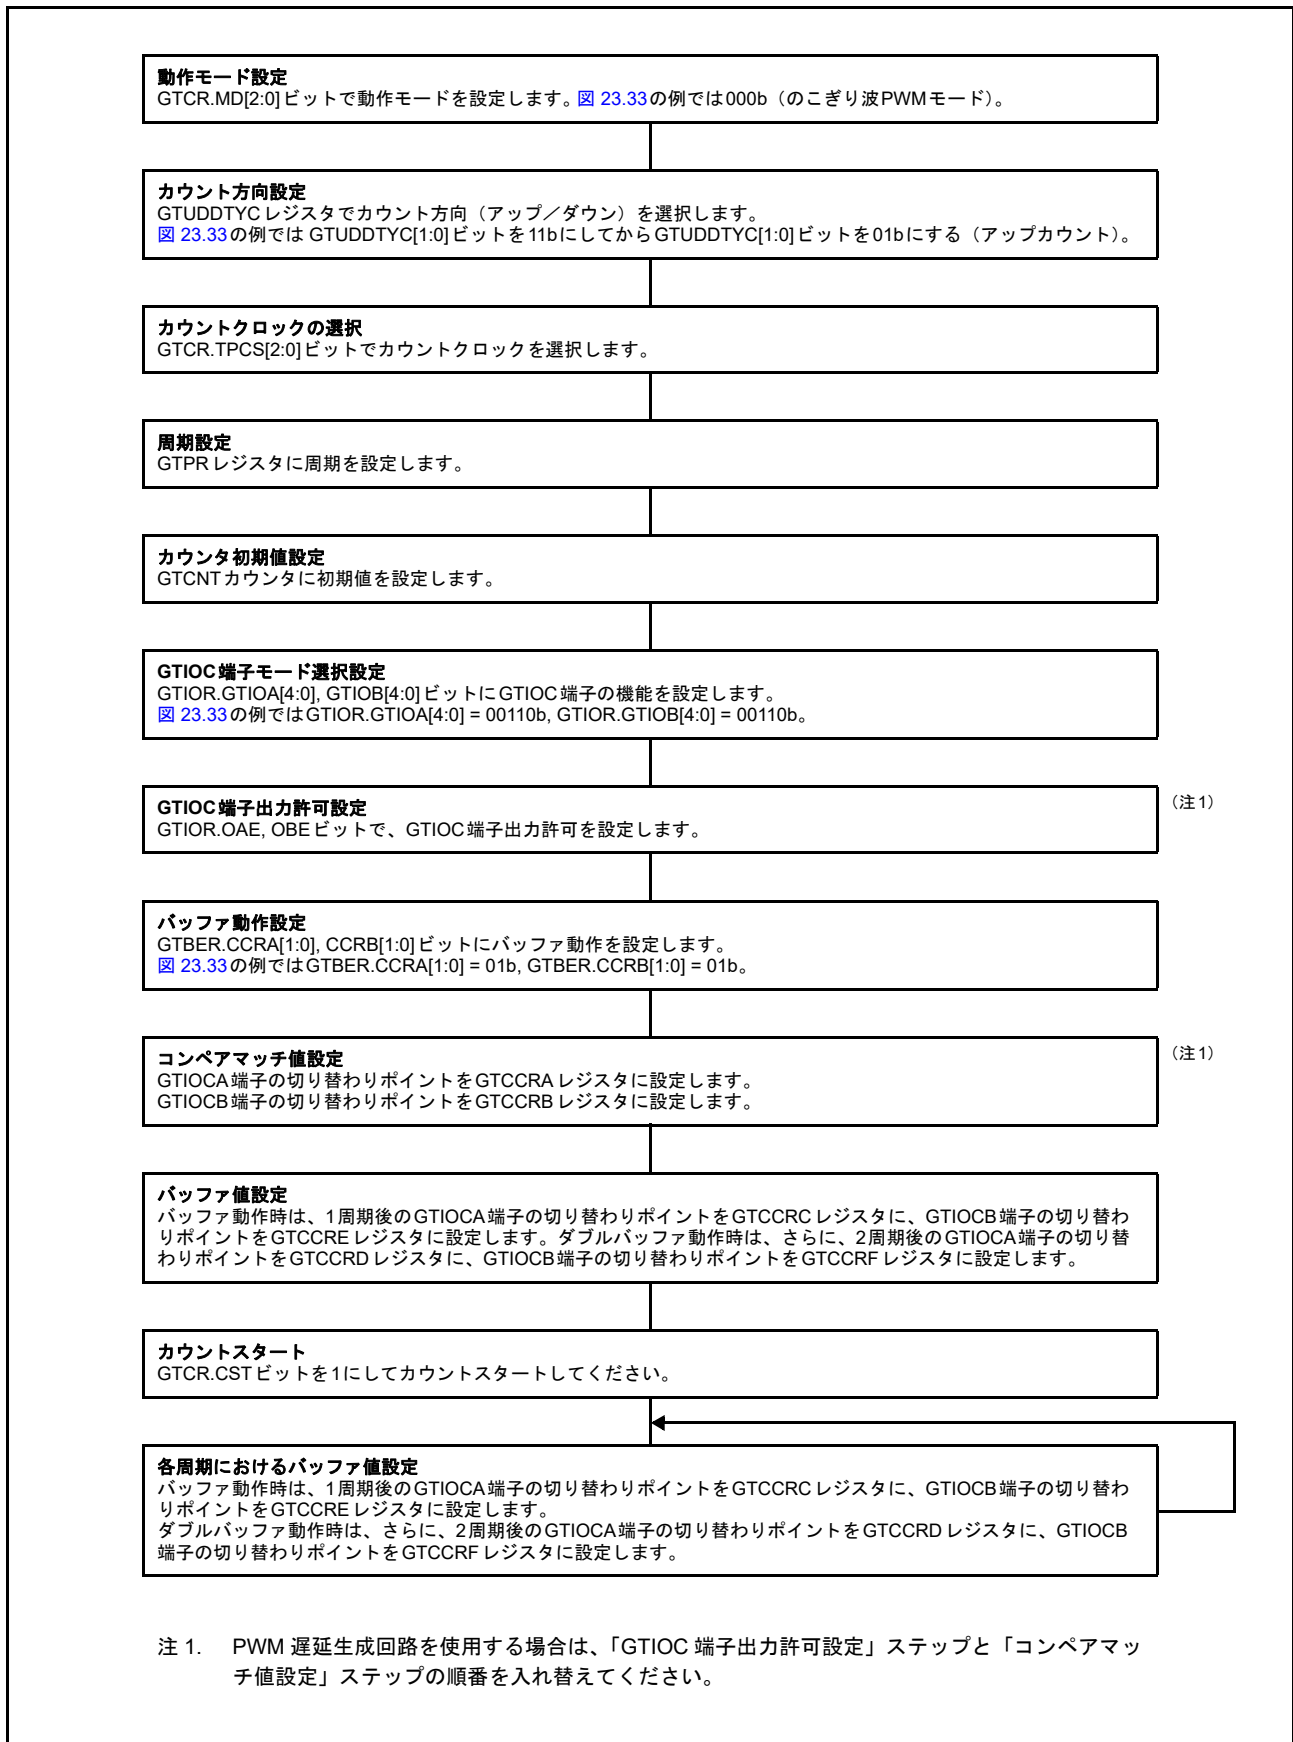 動作モード設定
GTCR.MD[2:0]ビットで動作モードを設定します。図 23.33の例では000b（のこぎり波PWMモード）。
カウント方向設定
GTUDDTYCレジスタでカウント方向（アップ／ダウン）を選択します。
図 23.33の例では GTUDDTYC[1:0]ビットを11bにしてからGTUDDTYC[1:0]ビットを01bにする（アップカウント）。
カウントクロックの選択
GTCR.TPCS[2:0]ビットでカウントクロックを選択します。
周期設定
GTPRレジスタに周期を設定します。
カウンタ初期値設定
GTCNTカウンタに初期値を設定します。
GTIOC端子モード選択設定
GTIOR.GTIOA[4:0], GTIOB[4:0]ビットにGTIOC端子の機能を設定します。
図 23.33の例ではGTIOR.GTIOA[4:0] = 00110b, GTIOR.GTIOB[4:0] = 00110b。
GTIOC端子出力許可設定
（注1）
GTIOR.OAE, OBEビットで、GTIOC端子出力許可を設定します。
バッファ動作設定
GTBER.CCRA[1:0], CCRB[1:0]ビットにバッファ動作を設定します。
図 23.33の例ではGTBER.CCRA[1:0] = 01b, GTBER.CCRB[1:0] = 01b。
コンペアマッチ値設定
（注1）
GTIOCA端子の切り替わりポイントをGTCCRAレジスタに設定します。
GTIOCB端子の切り替わりポイントをGTCCRBレジスタに設定します。
バッファ値設定
バッファ動作時は、1周期後のGTIOCA端子の切り替わりポイントをGTCCRCレジスタに、GTIOCB端子の切り替わ
りポイントをGTCCREレジスタに設定します。ダブルバッファ動作時は、さらに、2周期後のGTIOCA端子の切り替
わりポイントをGTCCRDレジスタに、GTIOCB端子の切り替わりポイントをGTCCRFレジスタに設定します。
カウントスタート
GTCR.CSTビットを1にしてカウントスタートしてください。
各周期におけるバッファ値設定
バッファ動作時は、1周期後のGTIOCA端子の切り替わりポイントをGTCCRCレジスタに、GTIOCB端子の切り替わ
りポイントをGTCCREレジスタに設定します。
ダブルバッファ動作時は、さらに、2周期後のGTIOCA端子の切り替わりポイントをGTCCRDレジスタに、GTIOCB
端子の切り替わりポイントをGTCCRFレジスタに設定します。
注 1. PWM 遅延生成回路を使用する場合は、「GTIOC 端子出力許可設定」ステップと「コンペアマッ
チ値設定」ステップの順番を入れ替えてください。